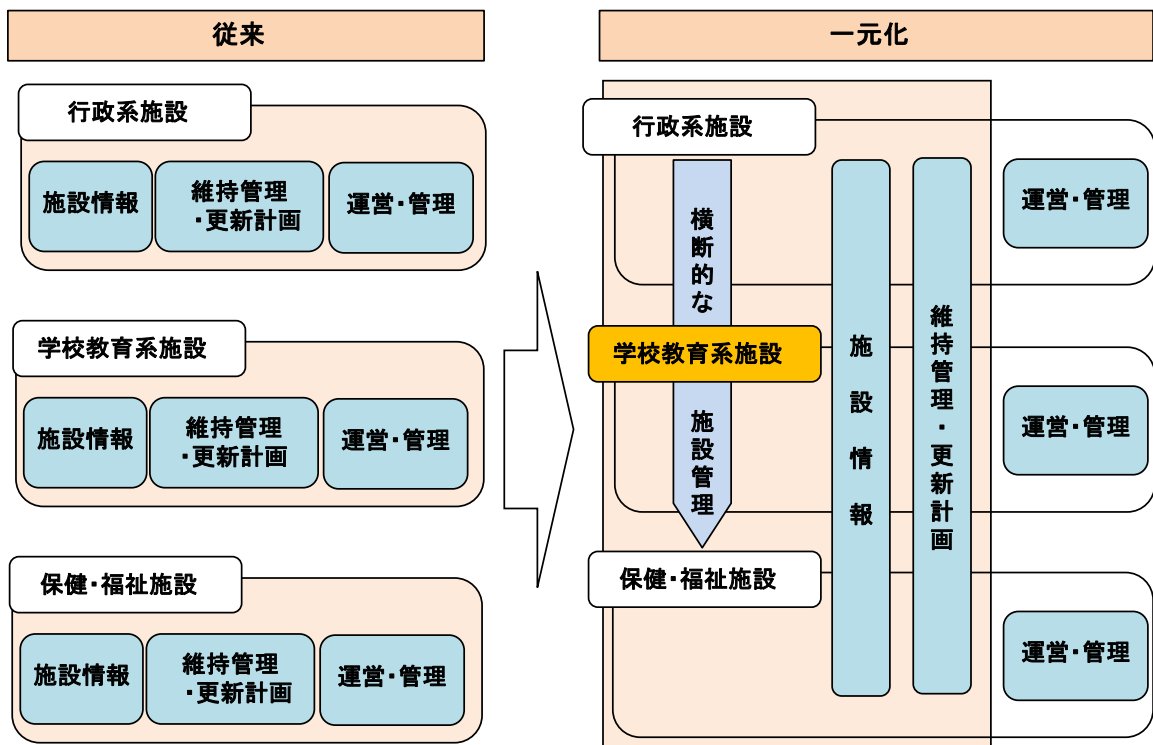 従来
行政系施設
施設情報
維持管理
・更新計画
運営・管理
学校教育系施設
施設情報
維持管理
・更新計画
運営・管理
保健・福祉施設
施設情報
維持管理
・更新計画
運営・管理
一元化
行政系施設
横断的な
学校教育系施設
施設管理
保健・福祉施設
施設情報
維持管理・更新計画
運営・管理
運営・管理
運営・管理